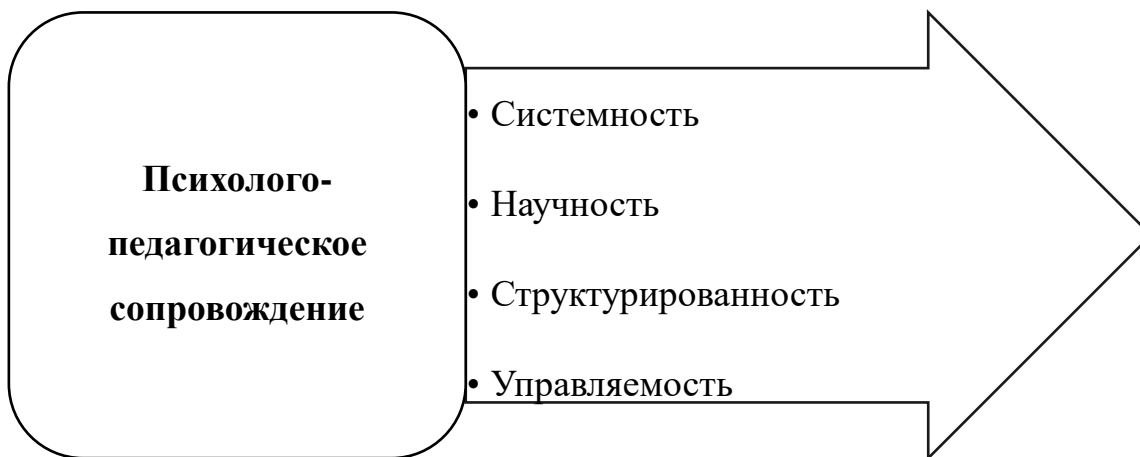 Психолого-
педагогическое
сопровождение
• Системность
• Научность
• Структурированность
• Управляемость